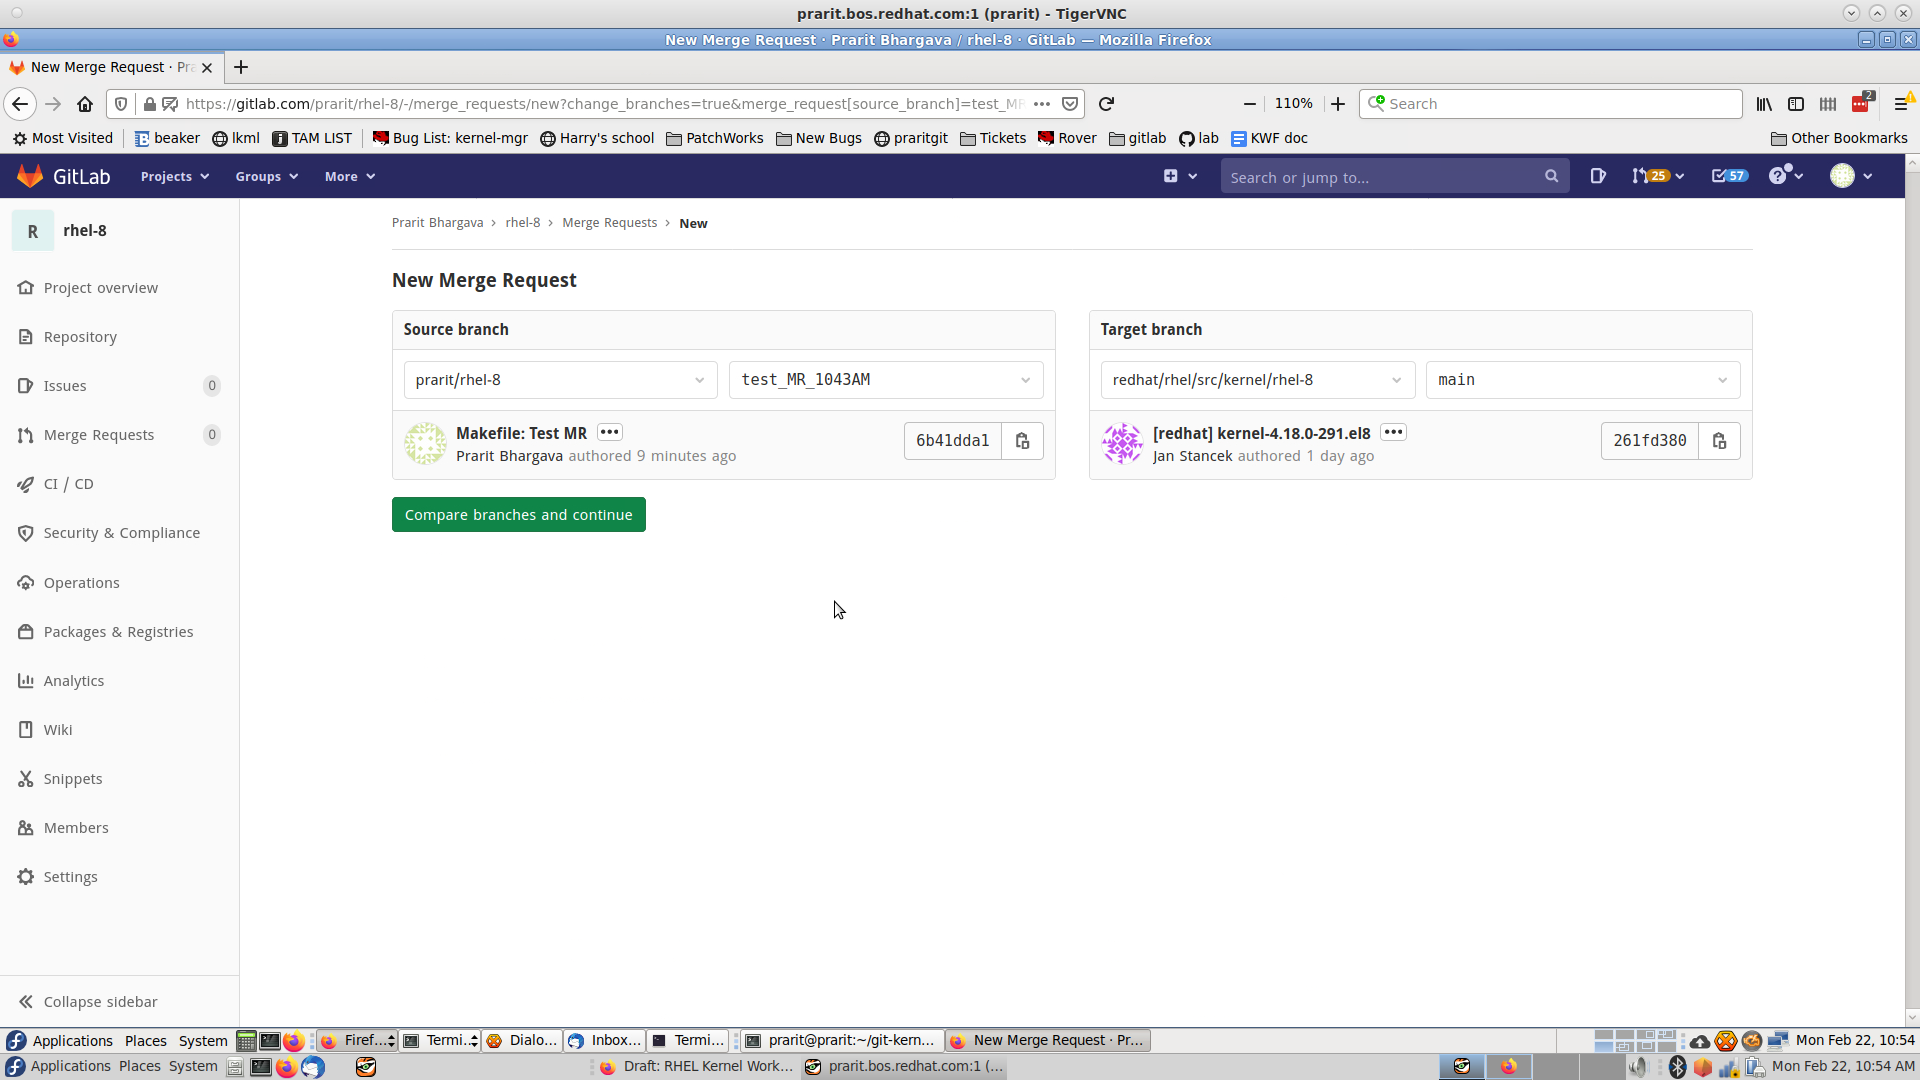 prarit.bos.redhat.com:1 (prarit) - TigerVNC
New Merge Request · Prarit Bhargava / rhel-8 · GitLab — Mozilla Firefox
New Merge Request · Pr
https://gitlab.com/prarit/rhel-8/-/merge_requests/new?change_branches=true&merge_request[source_branch]=test_MR
110%
Search
2
Most Visited
beaker
lkml
TAM LIST
Bug List: kernel-mgr
Harry's school
PatchWorks
New Bugs
praritgit
Tickets
Rover
gitlab
lab
KWF doc
Other Bookmarks
GitLab
Projects
Groups
More
Search or jump to...
25
57
R
rhel-8
Prarit Bhargava › rhel-8 › Merge Requests › New
Project overview
Repository
Issues 0
Merge Requests 0
CI / CD
Security & Compliance
Operations
Packages & Registries
Analytics
Wiki
Snippets
Members
Settings
Collapse sidebar
New Merge Request
Source branch
prarit/rhel-8
test_MR_1043AM
Makefile: Test MR
Prarit Bhargava authored 9 minutes ago
6b41dda1
Target branch
redhat/rhel/src/kernel/rhel-8
main
[redhat] kernel-4.18.0-291.el8
Jan Stancek authored 1 day ago
261fd380
Compare branches and continue
Applications Places System
Firef...
Termi...
Dialo...
Inbox...
Termi...
prarit@prarit:~/git-kern...
New Merge Request · Pr...
Mon Feb 22, 10:54
Applications Places System
Draft: RHEL Kernel Work...
prarit.bos.redhat.com:1 (...
Mon Feb 22, 10:54 AM